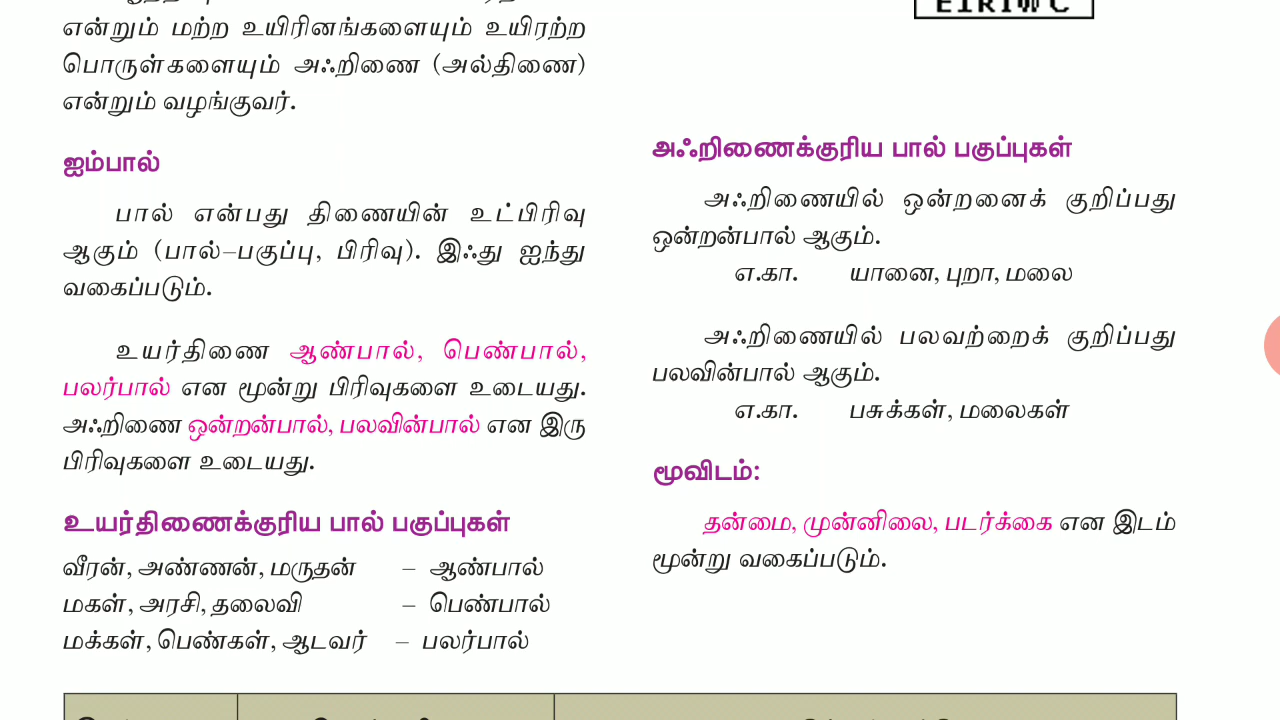 என்றும் மற்ற உயிரினங்களையும் உயிரற்ற
பொருள்களையும் அஃறிணை (அல்திணை)
என்றும் வழங்குவர்.
ஐம்பால்
பால் என்பது திணையின் உட்பிரிவு
ஆகும் (பால்–பகுப்பு, பிரிவு). இஃது ஐந்து
வகைப்படும்.
உயர்திணை ஆண்பால், பெண்பால்,
பலர்பால் என மூன்று பிரிவுகளை உடையது.
அஃறிணை ஒன்றன்பால், பலவின்பால் என இரு
பிரிவுகளை உடையது.
உயர்திணைக்குரிய பால் பகுப்புகள்
வீரன், அண்ணன், மருதன் – ஆண்பால்
மகள், அரசி, தலைவி – பெண்பால்
மக்கள், பெண்கள், ஆடவர் – பலர்பால்
அஃறிணைக்குரிய பால் பகுப்புகள்
அஃறிணையில் ஒன்றனைக் குறிப்பது
ஒன்றன்பால் ஆகும்.
எ.கா. யானை, புறா, மலை
அஃறிணையில் பலவற்றைக் குறிப்பது
பலவின்பால் ஆகும்.
எ.கா. பசுக்கள், மலைகள்
மூவிடம்:
தன்மை, முன்னிலை, படர்க்கை என இடம்
மூன்று வகைப்படும்.